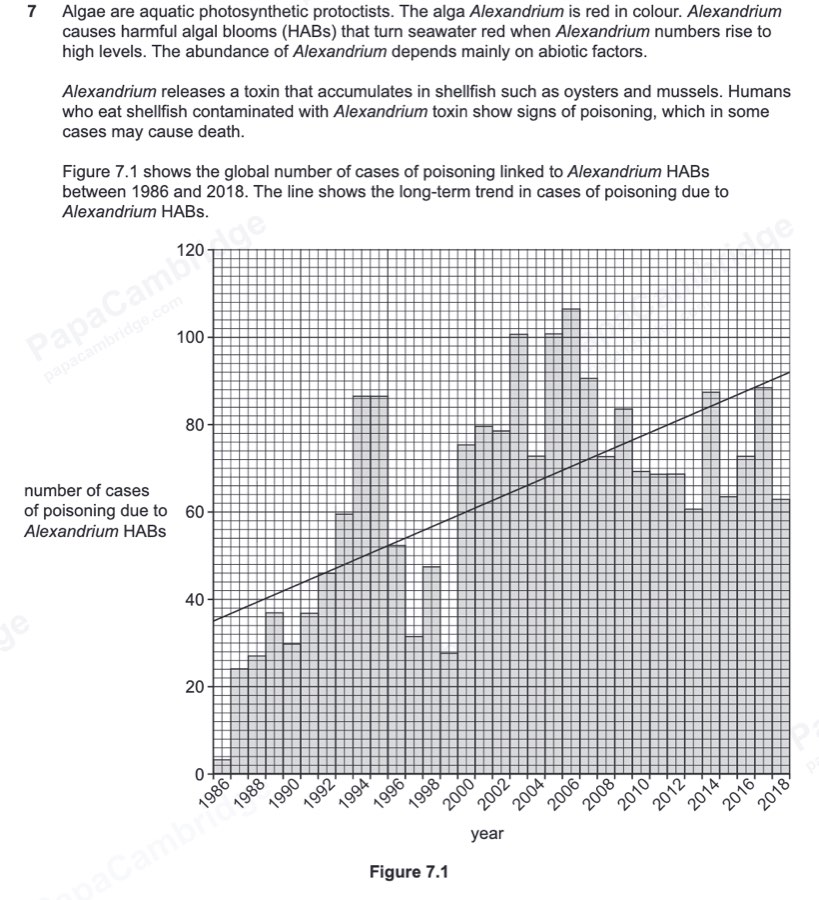 7 Algae are aquatic photosynthetic protoctists. The alga Alexandrium is red in colour. Alexandrium
causes harmful algal blooms (HABs) that turn seawater red when Alexandrium numbers rise to
high levels. The abundance of Alexandrium depends mainly on abiotic factors.
Alexandrium releases a toxin that accumulates in shellfish such as oysters and mussels. Humans
who eat shellfish contaminated with Alexandrium toxin show signs of poisoning, which in some
cases may cause death.
Figure 7.1 shows the global number of cases of poisoning linked to Alexandrium HABs
between 1986 and 2018. The line shows the long-term trend in cases of poisoning due to
Alexandrium HABs.
PapaCambridge
papacambridge.com
120
100
80
number of cases
of poisoning due to
Alexandrium HABs
60
40
20
0
1986 1988 1990 1992 1994 1996 1998 2000 2002 2004 2006 2008 2010 2012 2014 2016 2018
year
Figure 7.1